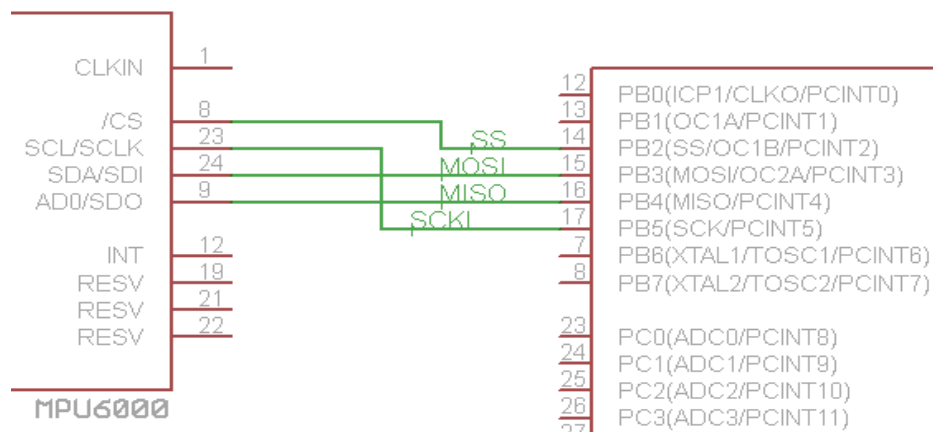 CLKIN 1
/CS 8
SCL/SCLK 23
SDA/SDI 24
AD0/SDO 9
INT 12
RESV 19
RESV 21
RESV 22
MPU6000
SS
MOSI
MISO
SCKI
12 PB0(ICP1/CLKO/PCINT0)
13 PB1(OC1A/PCINT1)
14 PB2(SS/OC1B/PCINT2)
15 PB3(MOSI/OC2A/PCINT3)
16 PB4(MISO/PCINT4)
17 PB5(SCK/PCINT5)
7 PB6(XTAL1/TOSC1/PCINT6)
8 PB7(XTAL2/TOSC2/PCINT7)
23 PC0(ADC0/PCINT8)
24 PC1(ADC1/PCINT9)
25 PC2(ADC2/PCINT10)
26 PC3(ADC3/PCINT11)
27